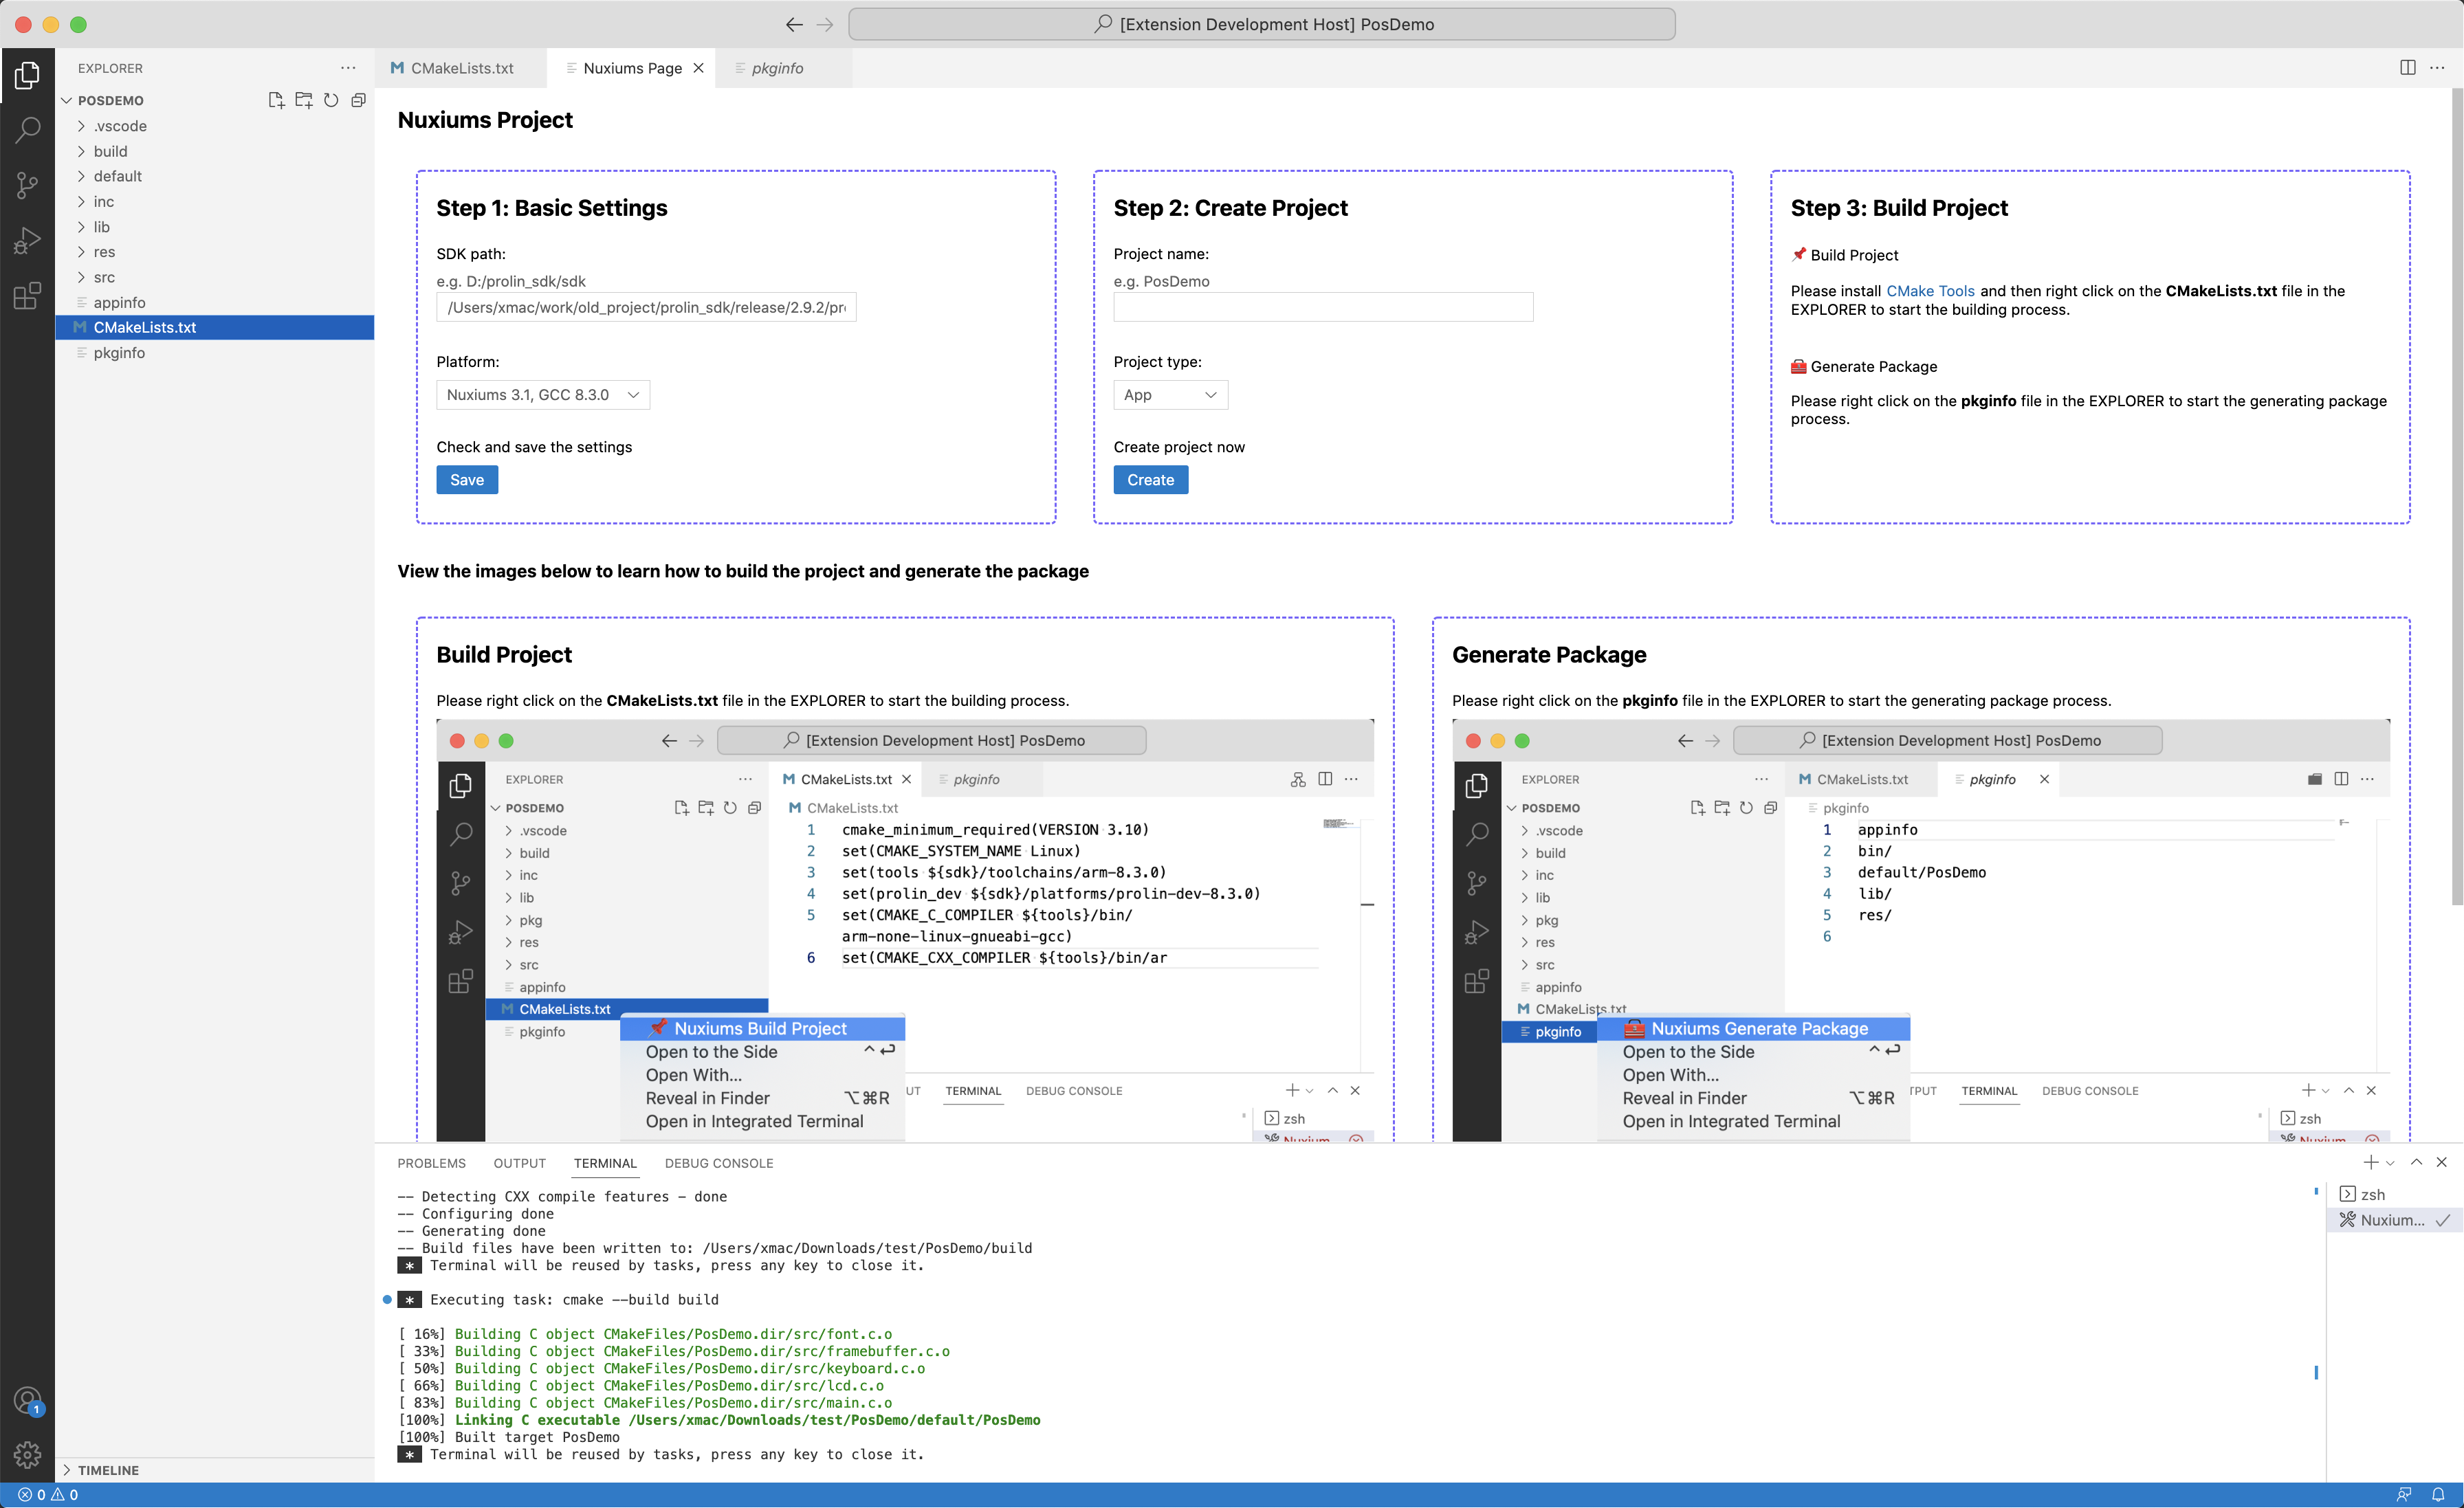 [Extension Development Host] PosDemo
EXPLORER
CMakeLists.txt
Nuxiums Page
pkginfo
POSDEMO
.vscode
build
default
inc
lib
res
src
appinfo
CMakeLists.txt
pkginfo
TIMELINE
Nuxiums Project
Step 1: Basic Settings
SDK path:
e.g. D:/prolin_sdk/sdk
/Users/xmac/work/old_project/prolin_sdk/release/2.9.2/pr
Platform:
Nuxiums 3.1, GCC 8.3.0
Check and save the settings
Save
Step 2: Create Project
Project name:
e.g. PosDemo
Project type:
App
Create project now
Create
Step 3: Build Project
Build Project
Please install CMake Tools and then right click on the CMakeLists.txt file in the
EXPLORER to start the building process.
Generate Package
Please right click on the pkginfo file in the EXPLORER to start the generating package
process.
View the images below to learn how to build the project and generate the package
Build Project
Please right click on the CMakeLists.txt file in the EXPLORER to start the building process.
[Extension Development Host] PosDemo
EXPLORER
CMakeLists.txt
pkginfo
POSDEMO
CMakeLists.txt
.vscode
build
inc
lib
pkg
res
src
appinfo
CMakeLists.txt
pkginfo
1 cmake_minimum_required(VERSION 3.10)
2 set(CMAKE_SYSTEM_NAME Linux)
3 set(tools ${sdk}/toolchains/arm-8.3.0)
4 set(prolin_dev ${sdk}/platforms/prolin-dev-8.3.0)
5 set(CMAKE_C_COMPILER ${tools}/bin/
arm-none-linux-gnueabi-gcc)
6 set(CMAKE_CXX_COMPILER ${tools}/bin/ar
Nuxiums Build Project
Open to the Side ^↩
Open With...
Reveal in Finder ⌥⌘R
Open in Integrated Terminal
UT TERMINAL DEBUG CONSOLE
zsh
Nuxium...
Generate Package
Please right click on the pkginfo file in the EXPLORER to start the generating package process.
[Extension Development Host] PosDemo
EXPLORER
CMakeLists.txt
pkginfo
POSDEMO
pkginfo
.vscode
build
inc
lib
pkg
res
src
appinfo
CMakeLists.txt
pkginfo
1 appinfo
2 bin/
3 default/PosDemo
4 lib/
5 res/
6
Nuxiums Generate Package
Open to the Side ^↩
Open With...
Reveal in Finder ⌥⌘R
Open in Integrated Terminal
TPUT TERMINAL DEBUG CONSOLE
zsh
Nuxium...
PROBLEMS OUTPUT TERMINAL DEBUG CONSOLE
-- Detecting CXX compile features - done
-- Configuring done
-- Generating done
-- Build files have been written to: /Users/xmac/Downloads/test/PosDemo/build
* Terminal will be reused by tasks, press any key to close it.
* Executing task: cmake --build build
[ 16%] Building C object CMakeFiles/PosDemo.dir/src/font.c.o
[ 33%] Building C object CMakeFiles/PosDemo.dir/src/framebuffer.c.o
[ 50%] Building C object CMakeFiles/PosDemo.dir/src/keyboard.c.o
[ 66%] Building C object CMakeFiles/PosDemo.dir/src/lcd.c.o
[ 83%] Building C object CMakeFiles/PosDemo.dir/src/main.c.o
[100%] Linking C executable /Users/xmac/Downloads/test/PosDemo/default/PosDemo
[100%] Built target PosDemo
* Terminal will be reused by tasks, press any key to close it.
zsh
Nuxium...
1
0 0